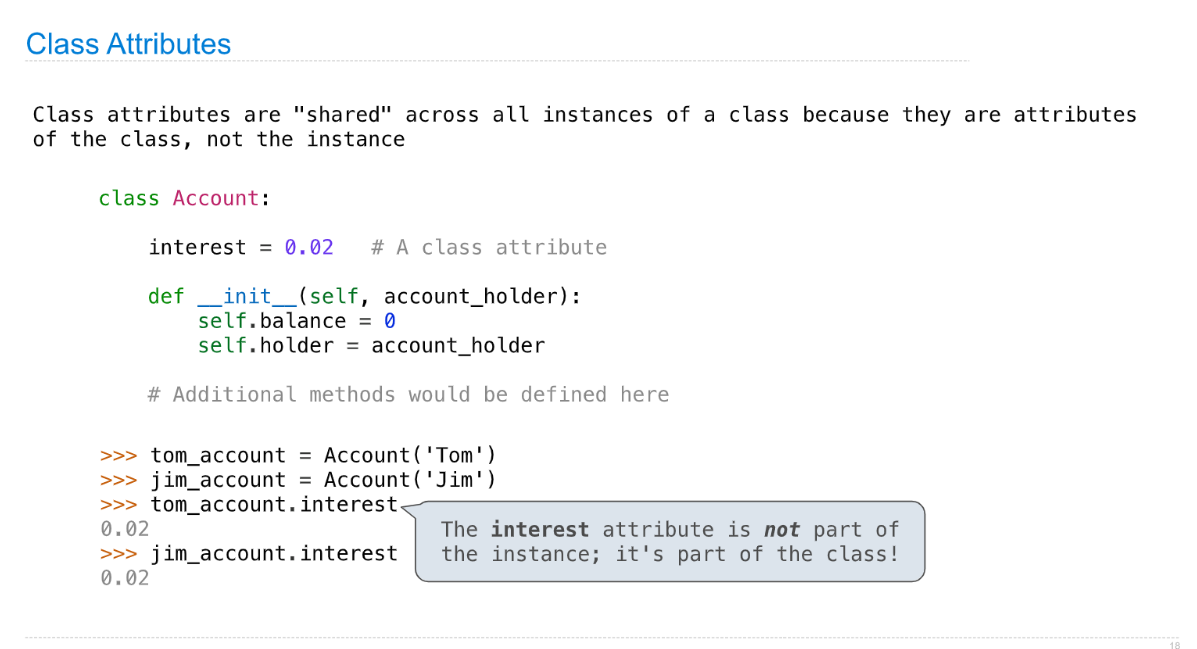 Class Attributes
Class attributes are "shared" across all instances of a class because they are attributes
of the class, not the instance
class Account:
interest = 0.02   # A class attribute
def __init__(self, account_holder):
self.balance = 0
self.holder = account_holder
# Additional methods would be defined here
>>> tom_account = Account('Tom')
>>> jim_account = Account('Jim')
>>> tom_account.interest
0.02
>>> jim_account.interest
0.02
The interest attribute is not part of
the instance; it's part of the class!
18